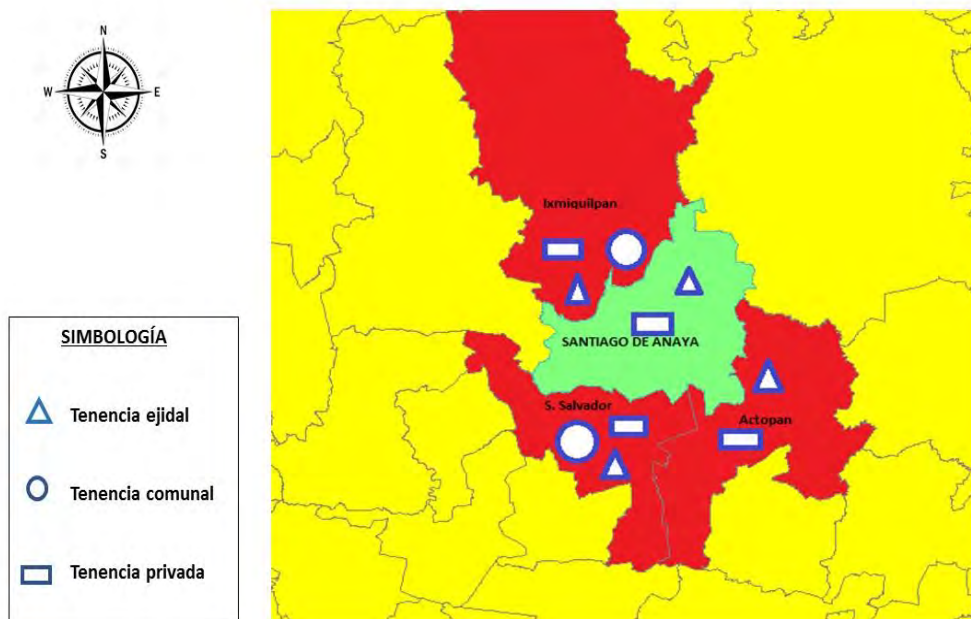 N
W
E
S
Ixmiquilpan
SANTIAGO DE ANAYA
S. Salvador
Actopan
SIMBOLOGÍA
Tenencia ejidal
Tenencia comunal
Tenencia privada